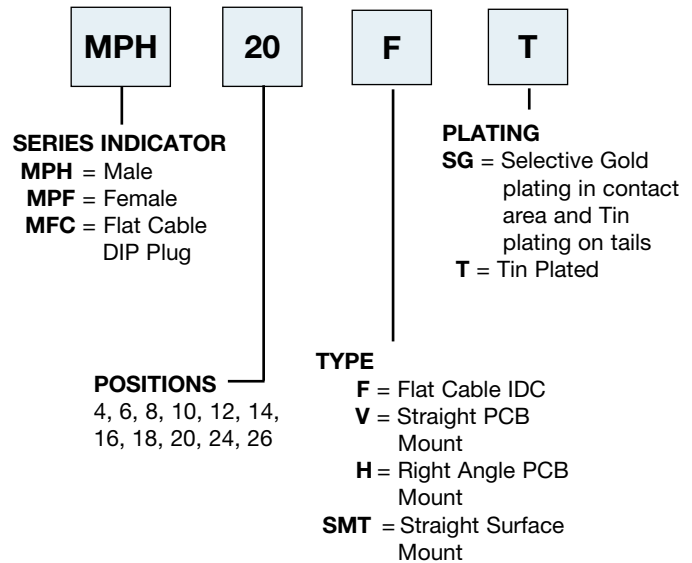 MPH 20 F T
SERIES INDICATOR
MPH = Male
MPF = Female
MFC = Flat Cable
DIP Plug
PLATING
SG = Selective Gold
plating in contact
area and Tin
plating on tails
T = Tin Plated
POSITIONS
4, 6, 8, 10, 12, 14,
16, 18, 20, 24, 26
TYPE
F = Flat Cable IDC
V = Straight PCB
Mount
H = Right Angle PCB
Mount
SMT = Straight Surface
Mount